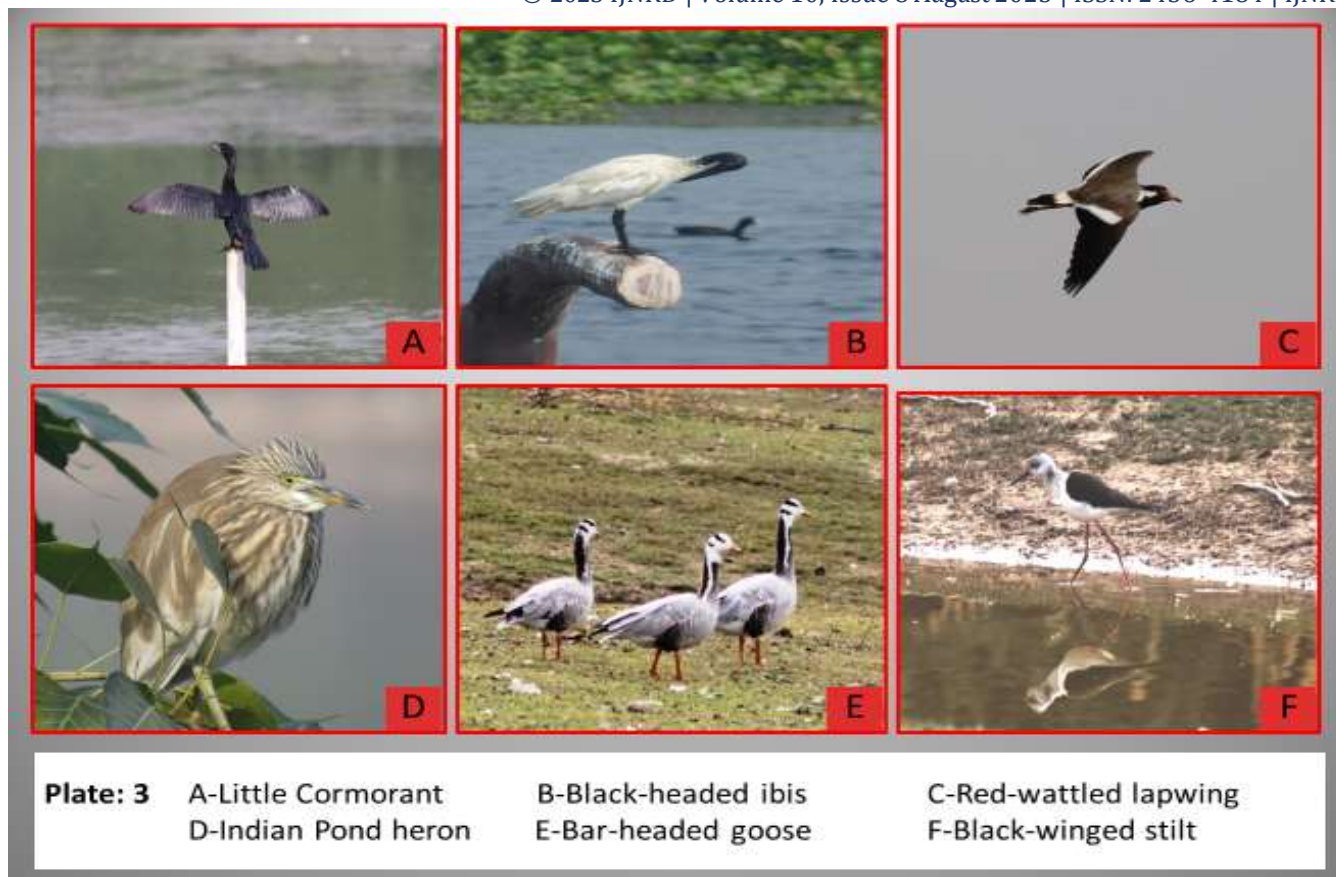 A
B
C
D
E
F
Plate: 3 A-Little Cormorant B-Black-headed ibis C-Red-wattled lapwing
D-Indian Pond heron E-Bar-headed goose F-Black-winged stilt